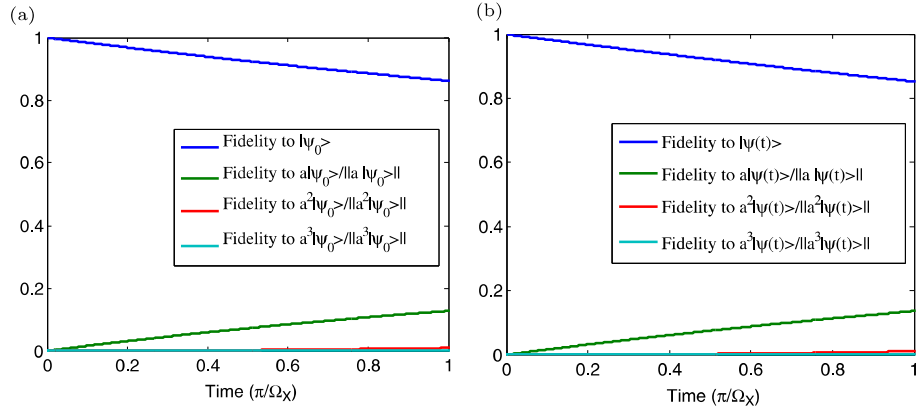 (a)
1
0.8
0.6
0.4
0.2
0
Fidelity to |ψ₀>
Fidelity to a|ψ₀>/||a |ψ₀>||
Fidelity to a²|ψ₀>/||a²|ψ₀>||
Fidelity to a³|ψ₀>/||a³|ψ₀>||
0 0.2 0.4 0.6 0.8 1
Time (π/Ωₓ)
(b)
1
0.8
0.6
0.4
0.2
0
Fidelity to |ψ(t)>
Fidelity to a|ψ(t)>/||a |ψ(t)>||
Fidelity to a²|ψ(t)>/||a²|ψ(t)>||
Fidelity to a³|ψ(t)>/||a³|ψ(t)>||
0 0.2 0.4 0.6 0.8 1
Time (π/Ωₓ)